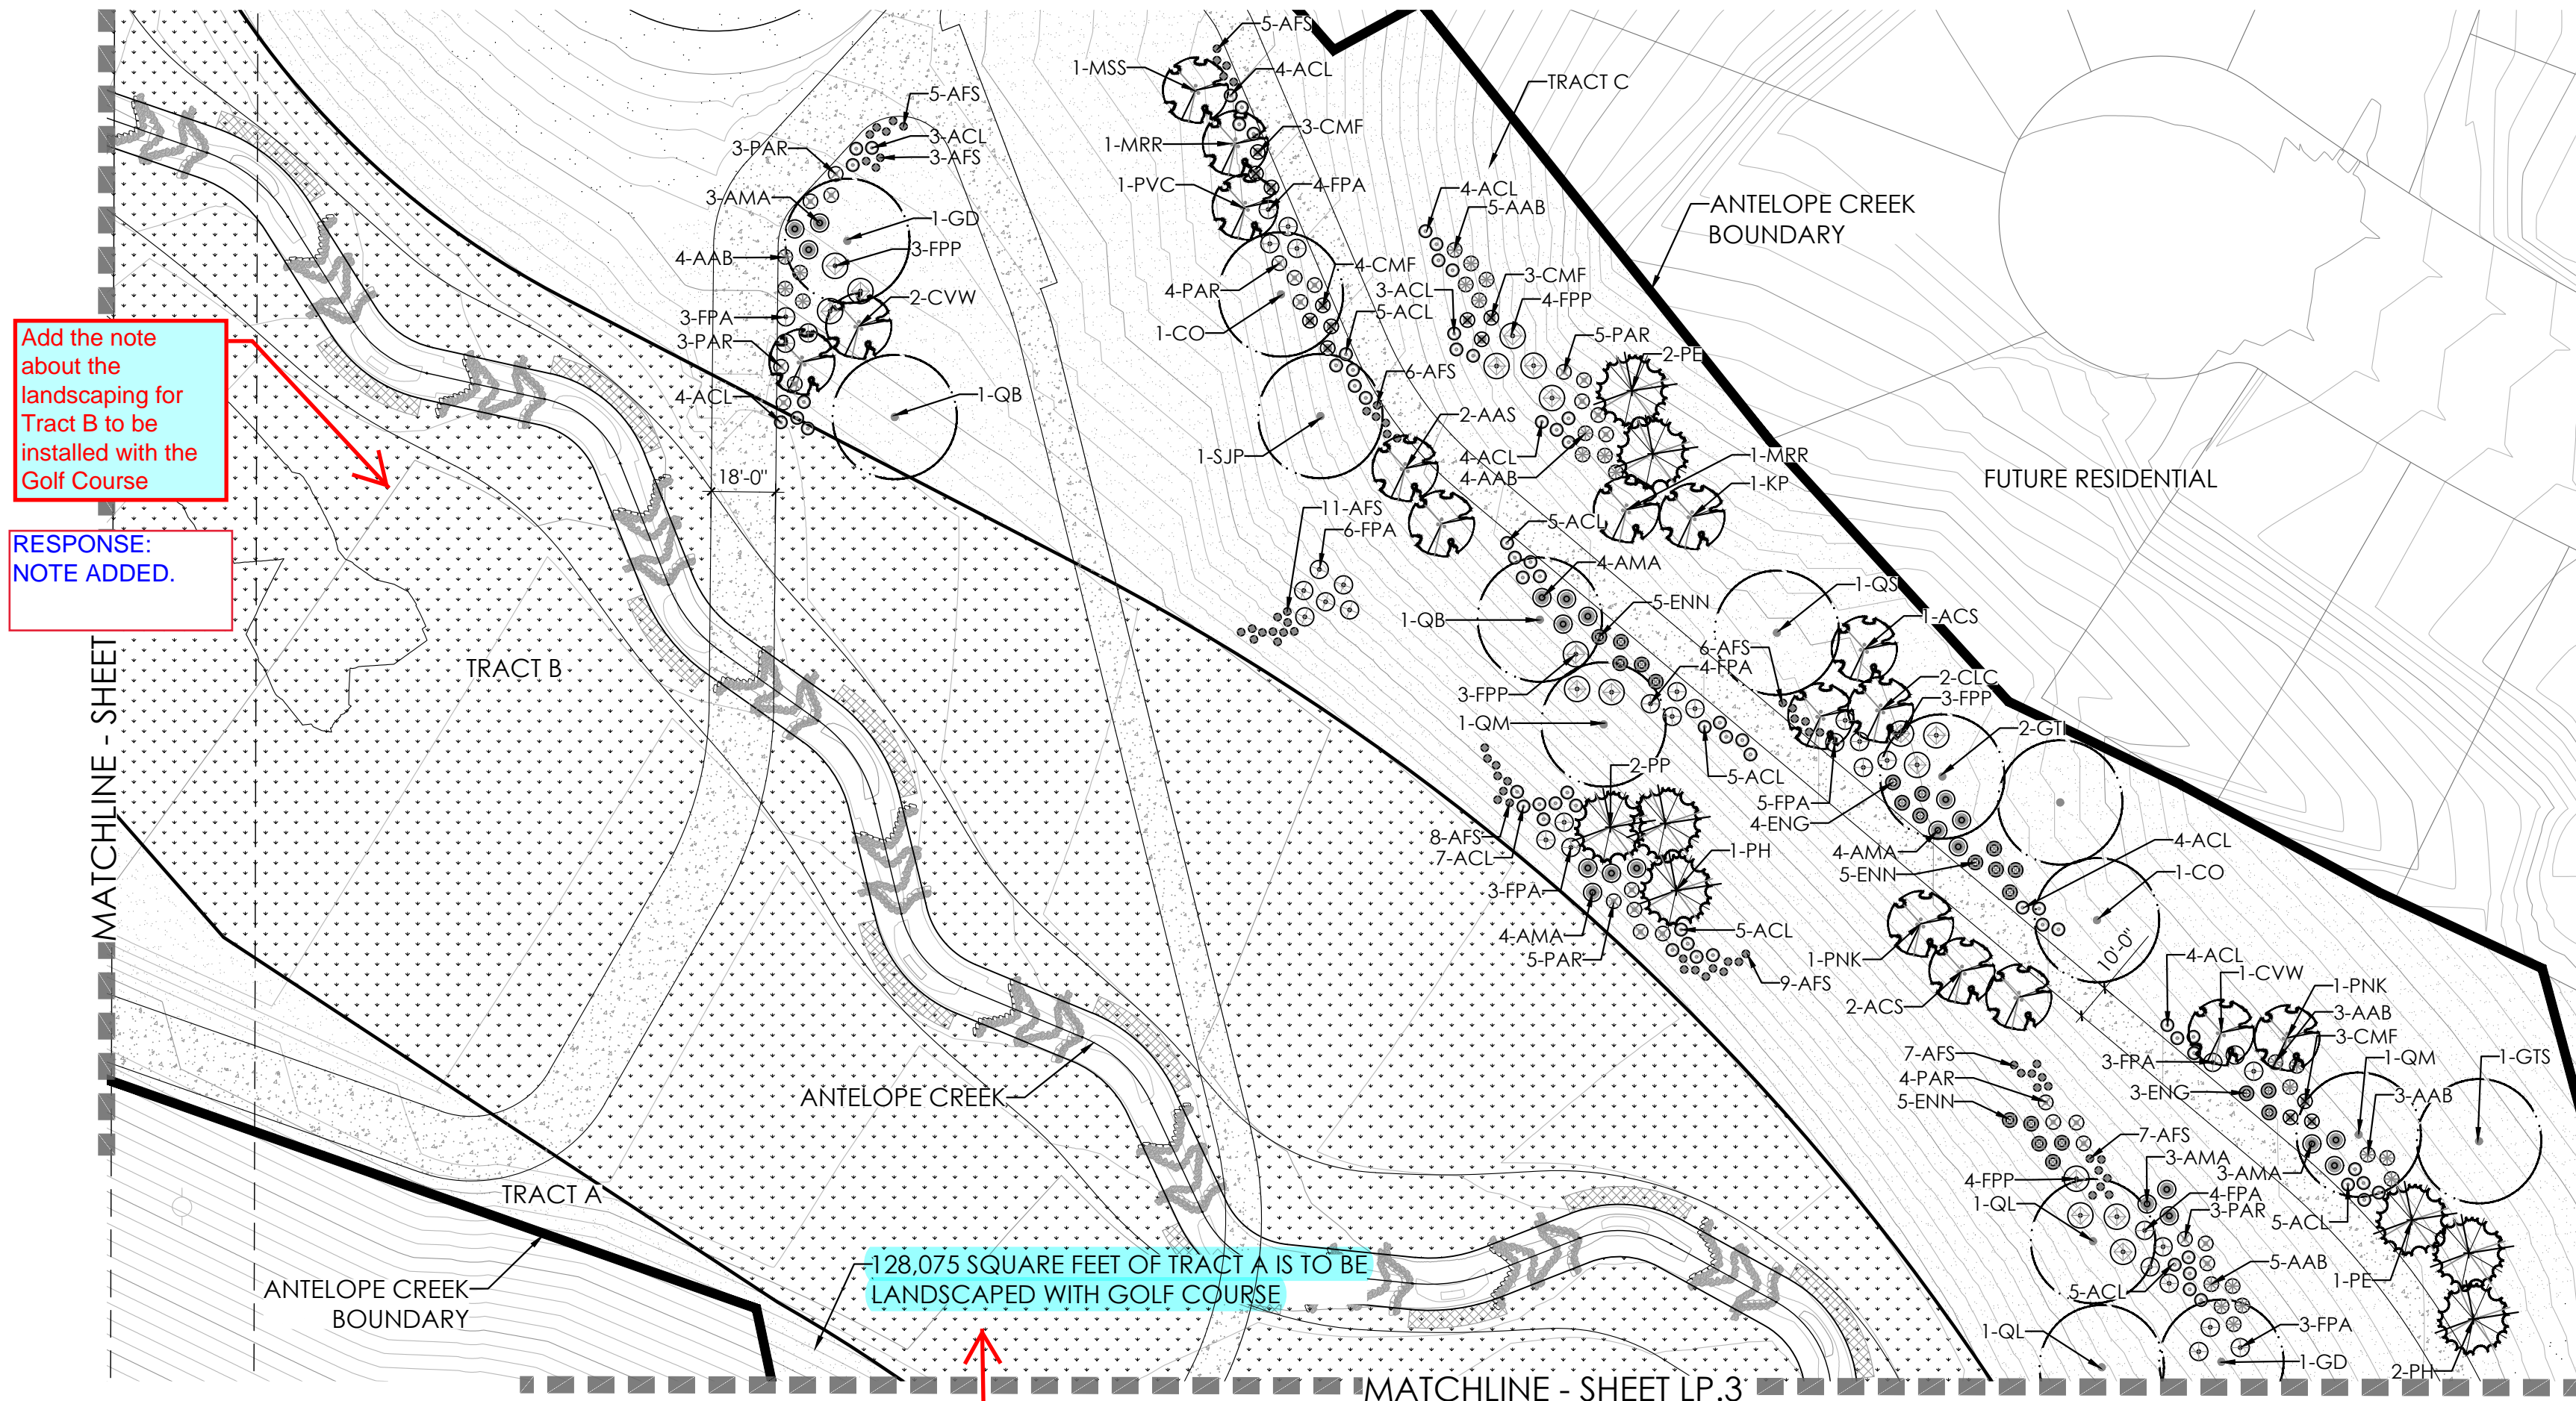 5-AFS
1-MSS
4-ACL
TRACT C
5-AFS
3-ACL
3-AFS
3-PAR
3-CMF
1-MRR
1-PVC
4-FPA
3-AMA
1-GD
3-FPP
4-AAB
2-CVW
3-FPA
3-PAR
4-ACL
1-QB
18'-0"
4-ACL
5-AAB
ANTELOPE CREEK
BOUNDARY
4-CMF
4-PAR
3-CMF
3-ACL
4-FPP
5-ACL
1-CO
5-PAR
2-PE
6-AFS
2-AAS
1-SJP
4-ACL
4-AAB
1-MRR
1-KP
FUTURE RESIDENTIAL
Add the note
about the
landscaping for
Tract B to be
installed with the
Golf Course
RESPONSE:
NOTE ADDED.
MATCHLINE - SHEET
TRACT B
11-AFS
6-FPA
5-ACL
4-AMA
1-QS
5-ENN
1-QB
1-ACS
6-AFS
4-FPA
2-CLC
3-FPP
3-FPP
1-QM
2-GTI
2-PP
5-ACL
5-FPA
4-ENG
8-AFS
7-ACL
1-PH
4-AMA
5-ENN
4-ACL
1-CO
3-FPA
4-AMA
5-PAR
5-ACL
9-AFS
1-PNK
2-ACS
10'-0"
4-ACL
1-CVW
1-PNK
3-AAB
3-CMF
1-QM
1-GTS
7-AFS
4-PAR
5-ENN
3-FPA
3-ENG
3-AAB
7-AFS
3-AMA
3-AMA
4-FPP
4-FPA
1-QL
3-PAR
5-ACL
5-AAB
1-PE
5-ACL
1-QL
3-FPA
1-GD
2-PH
ANTELOPE CREEK
TRACT A
ANTELOPE CREEK
BOUNDARY
128,075 SQUARE FEET OF TRACT A IS TO BE
LANDSCAPED WITH GOLF COURSE
MATCHLINE - SHEET LP.3